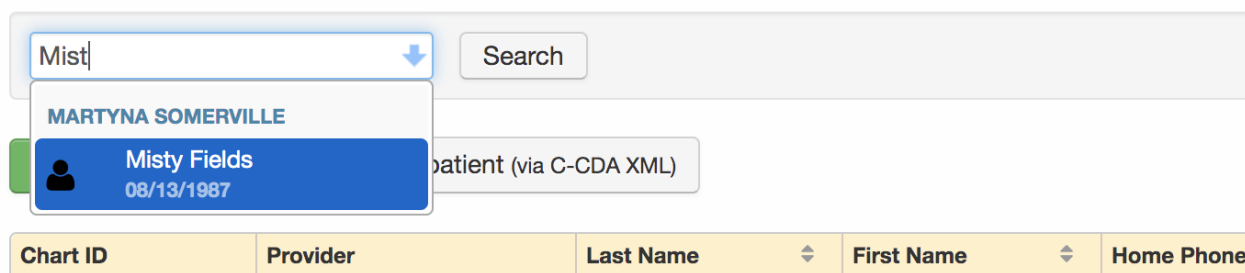 Mist
Search
MARTYNA SOMERVILLE
Misty Fields
08/13/1987
(via C-CDA XML)
Chart ID Provider Last Name First Name Home Phone